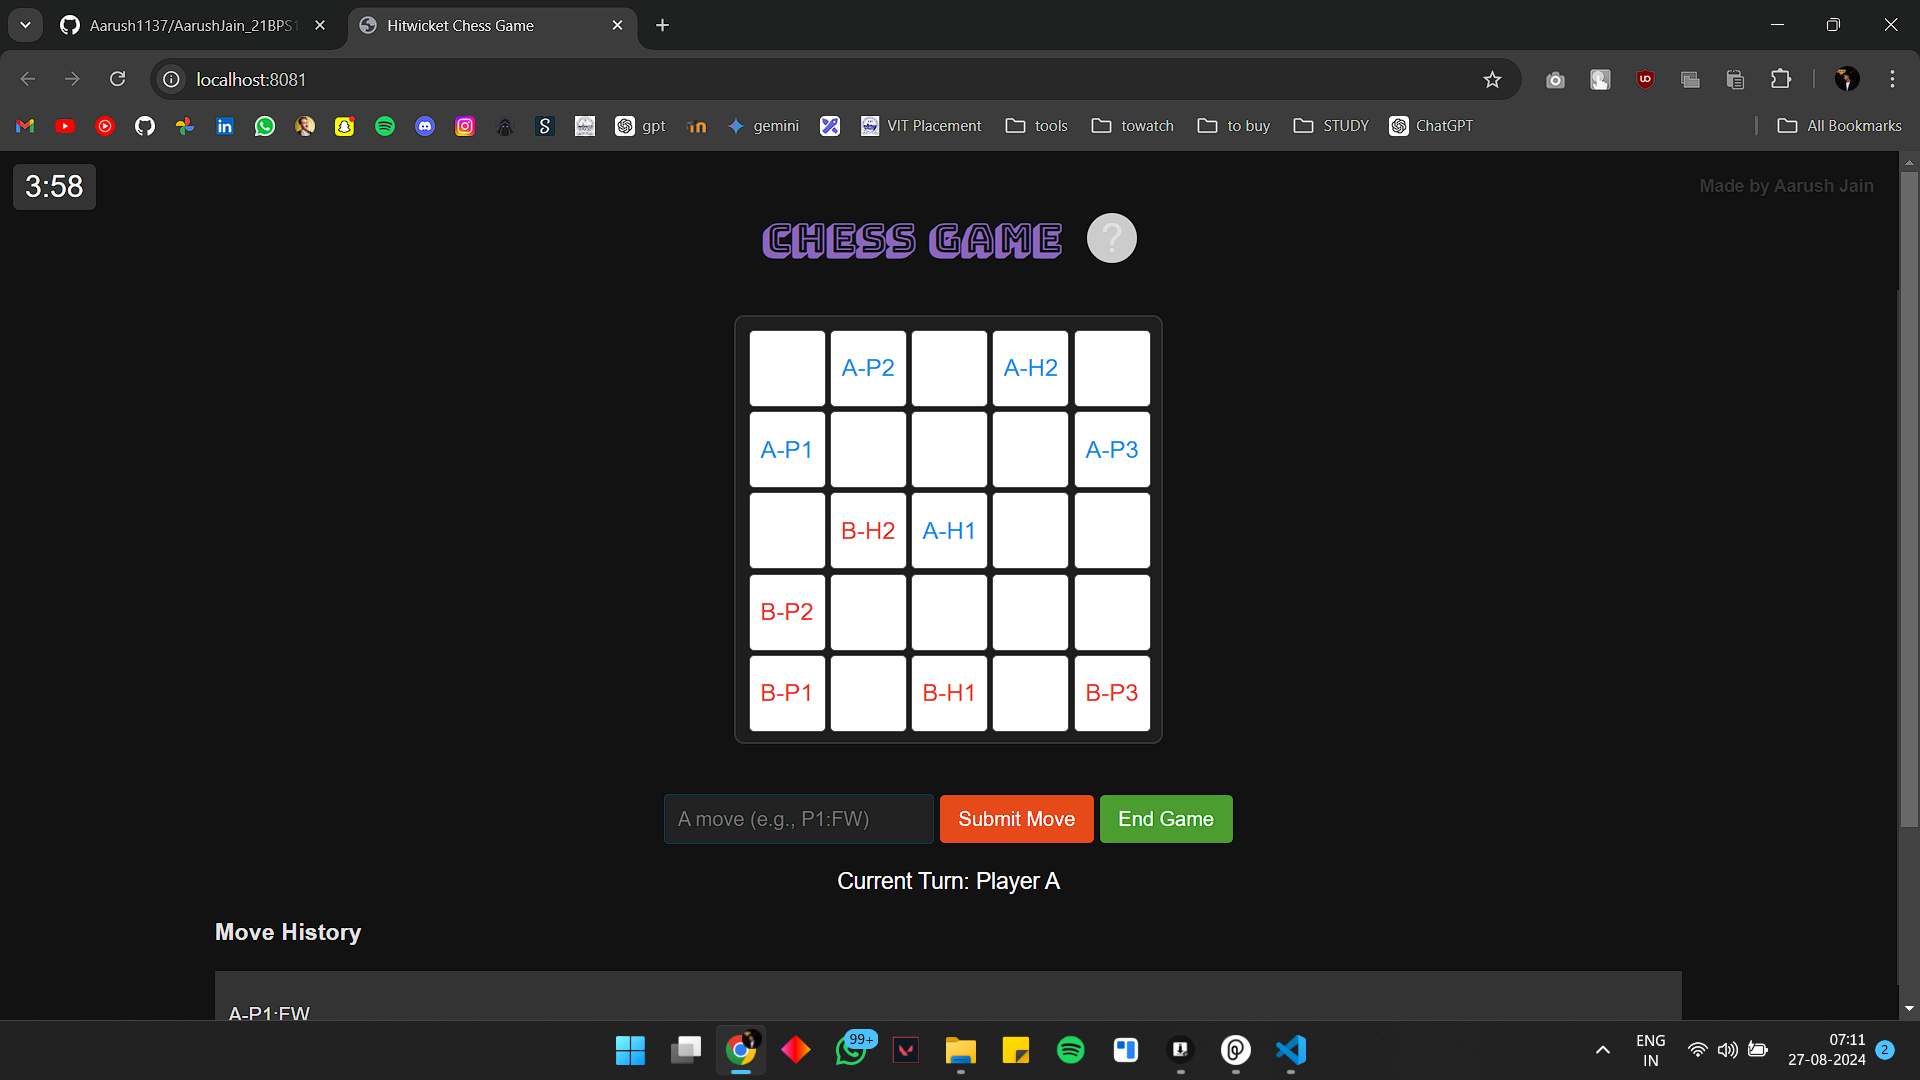 Aarush1137/AarushJain_21BPS1
Hitwicket Chess Game
localhost:8081
gpt
gemini
VIT Placement
tools
towatch
to buy
STUDY
ChatGPT
All Bookmarks
3:58
Made by Aarush Jain
CHESS GAME ?
A-P2 A-H2
A-P1 A-P3
B-H2 A-H1
B-P2
B-P1 B-H1 B-P3
A move (e.g., P1:FW) Submit Move End Game
Current Turn: Player A
Move History
A-P1:FW
99+
ENG
IN
07:11
27-08-2024
2